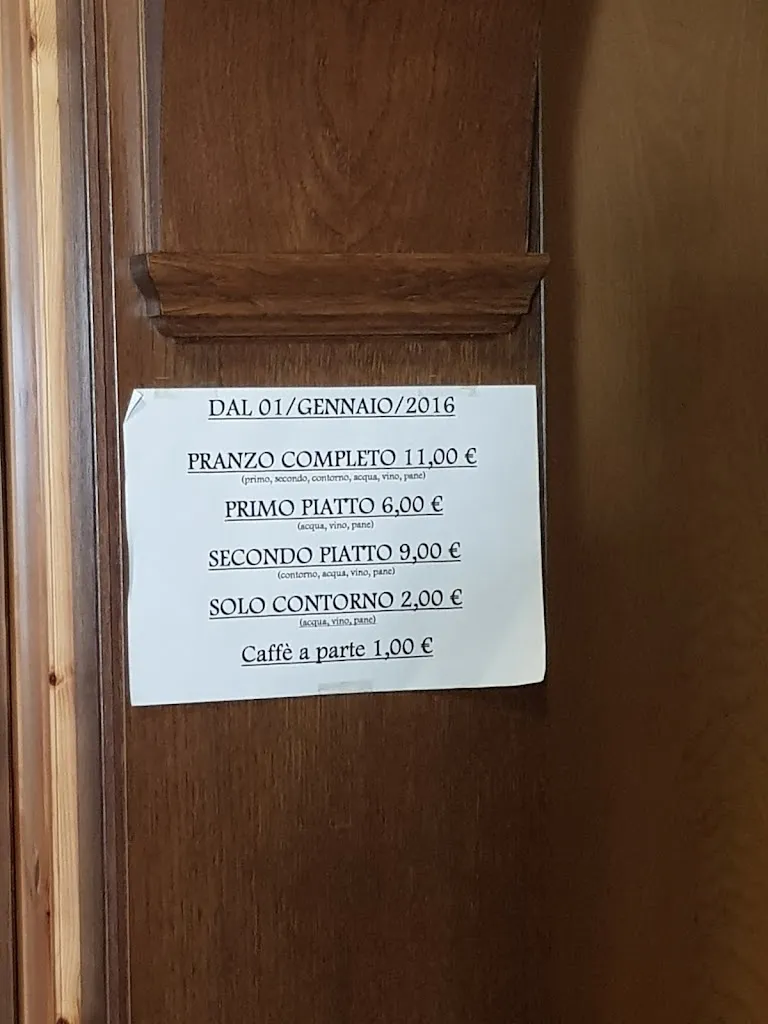 DAL 01/GENNAIO/2016
PRANZO COMPLETO 11,00 €
(primo, secondo, contorno, acqua, vino, pane)
PRIMO PIATTO 6,00 €
(acqua, vino, pane)
SECONDO PIATTO 9,00 €
(contorno, acqua, vino, pane)
SOLO CONTORNO 2,00 €
(acqua, vino, pane)
Caffè a parte 1,00 €